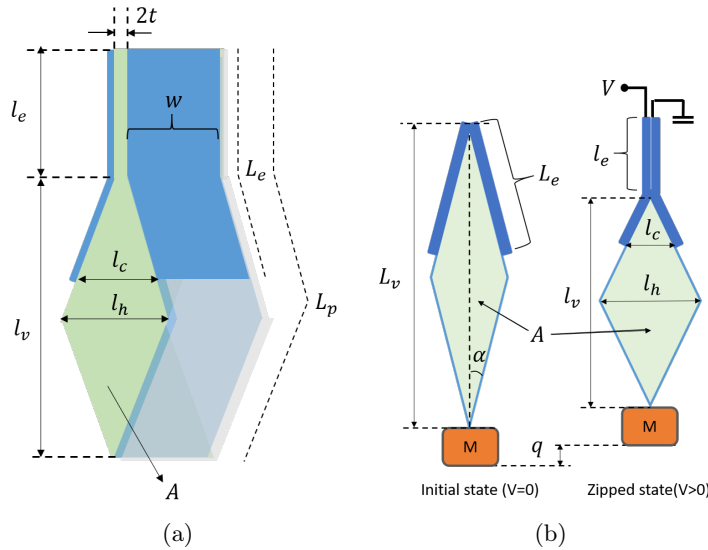 2t
l_e
w
L_e
l_c
l_h
l_v
L_p
A
(a)
V
l_e
L_e
l_c
L_v
l_v
l_h
A
α
M
M
q
Initial state (V=0)
Zipped state(V>0)
(b)